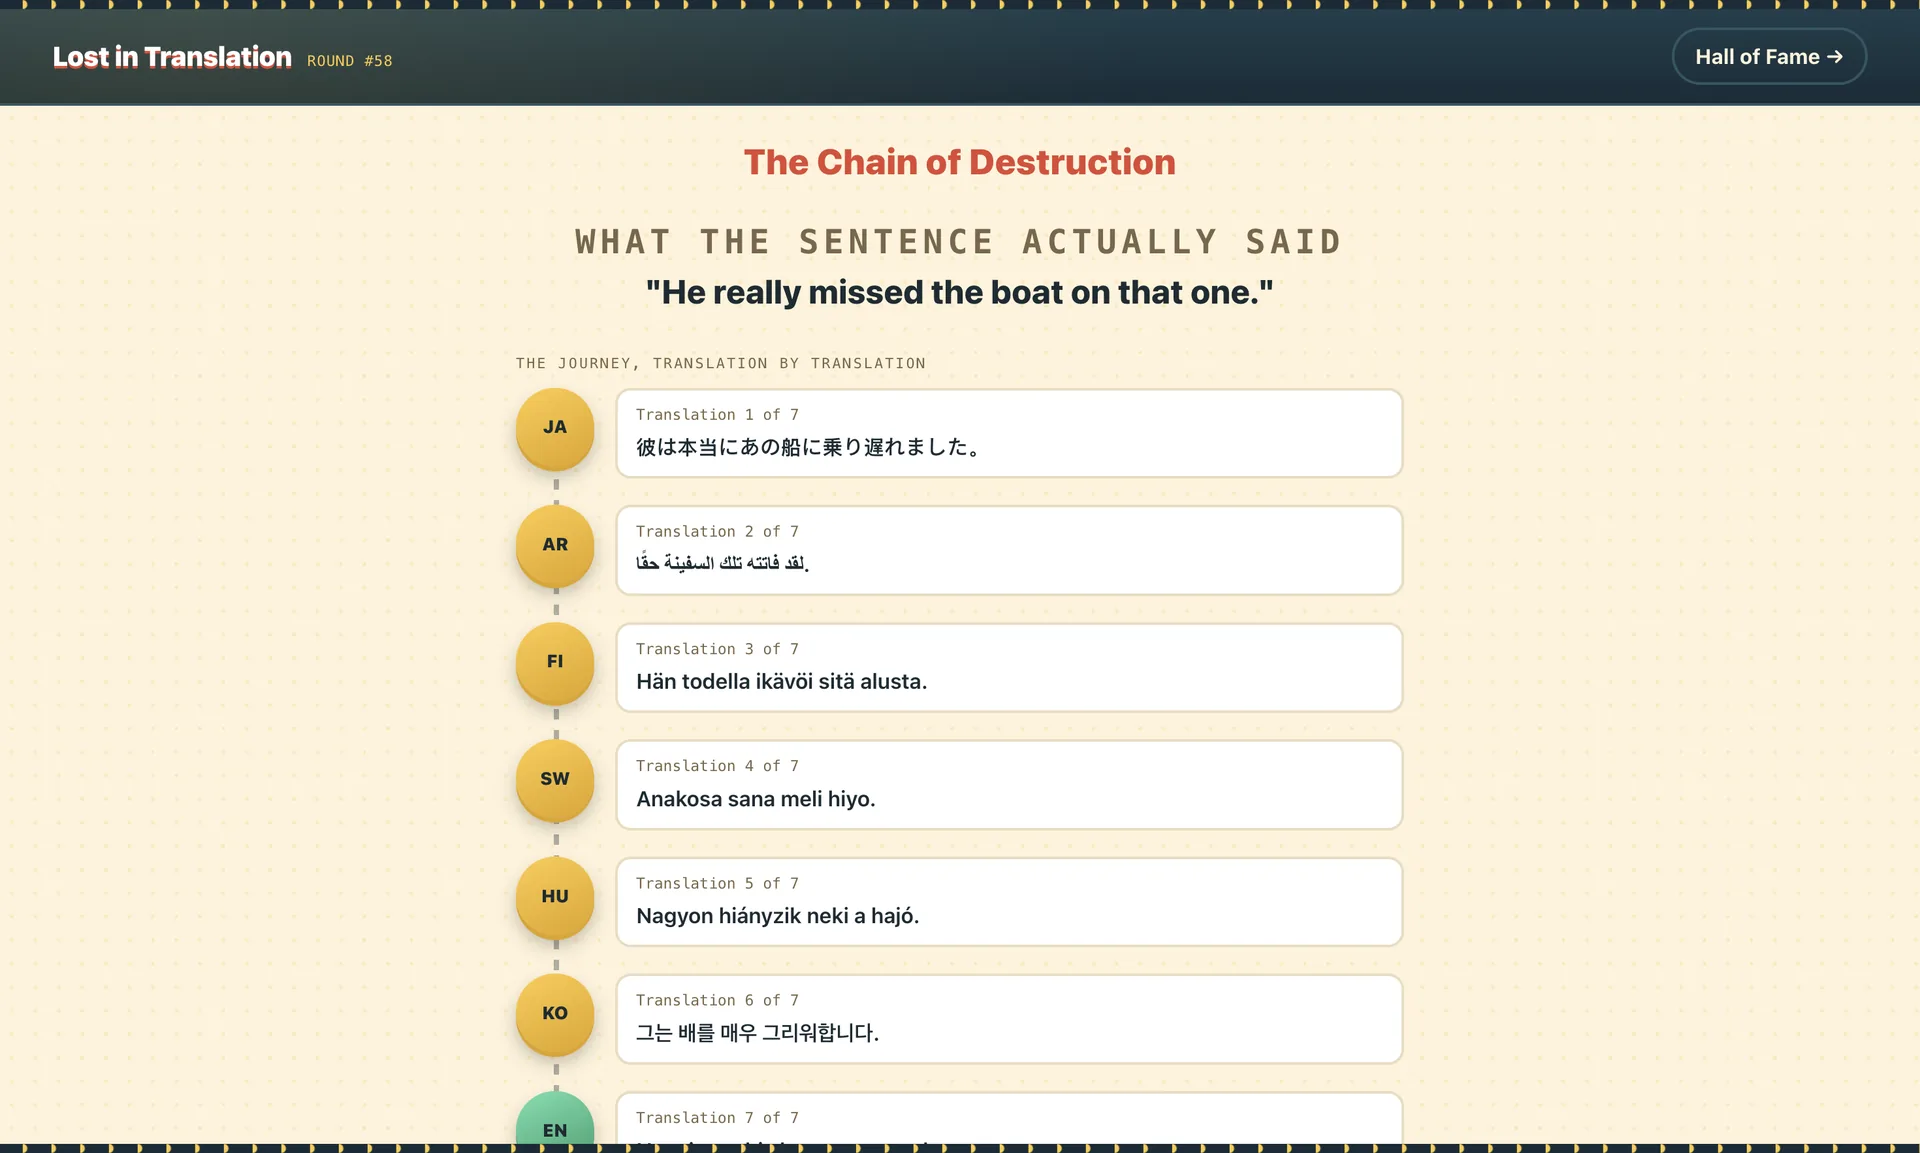 Lost in Translation ROUND #58
Hall of Fame →
The Chain of Destruction
WHAT THE SENTENCE ACTUALLY SAID
"He really missed the boat on that one."
THE JOURNEY, TRANSLATION BY TRANSLATION
JA
Translation 1 of 7
彼は本当にあの船に乗り遅れました。
AR
Translation 2 of 7
لقد فاتته تلك السفينة حقًا.
FI
Translation 3 of 7
Hän todella ikävöi sitä alusta.
SW
Translation 4 of 7
Anakosa sana meli hiyo.
HU
Translation 5 of 7
Nagyon hiányzik neki a hajó.
KO
Translation 6 of 7
그는 배를 매우 그리워합니다.
EN
Translation 7 of 7